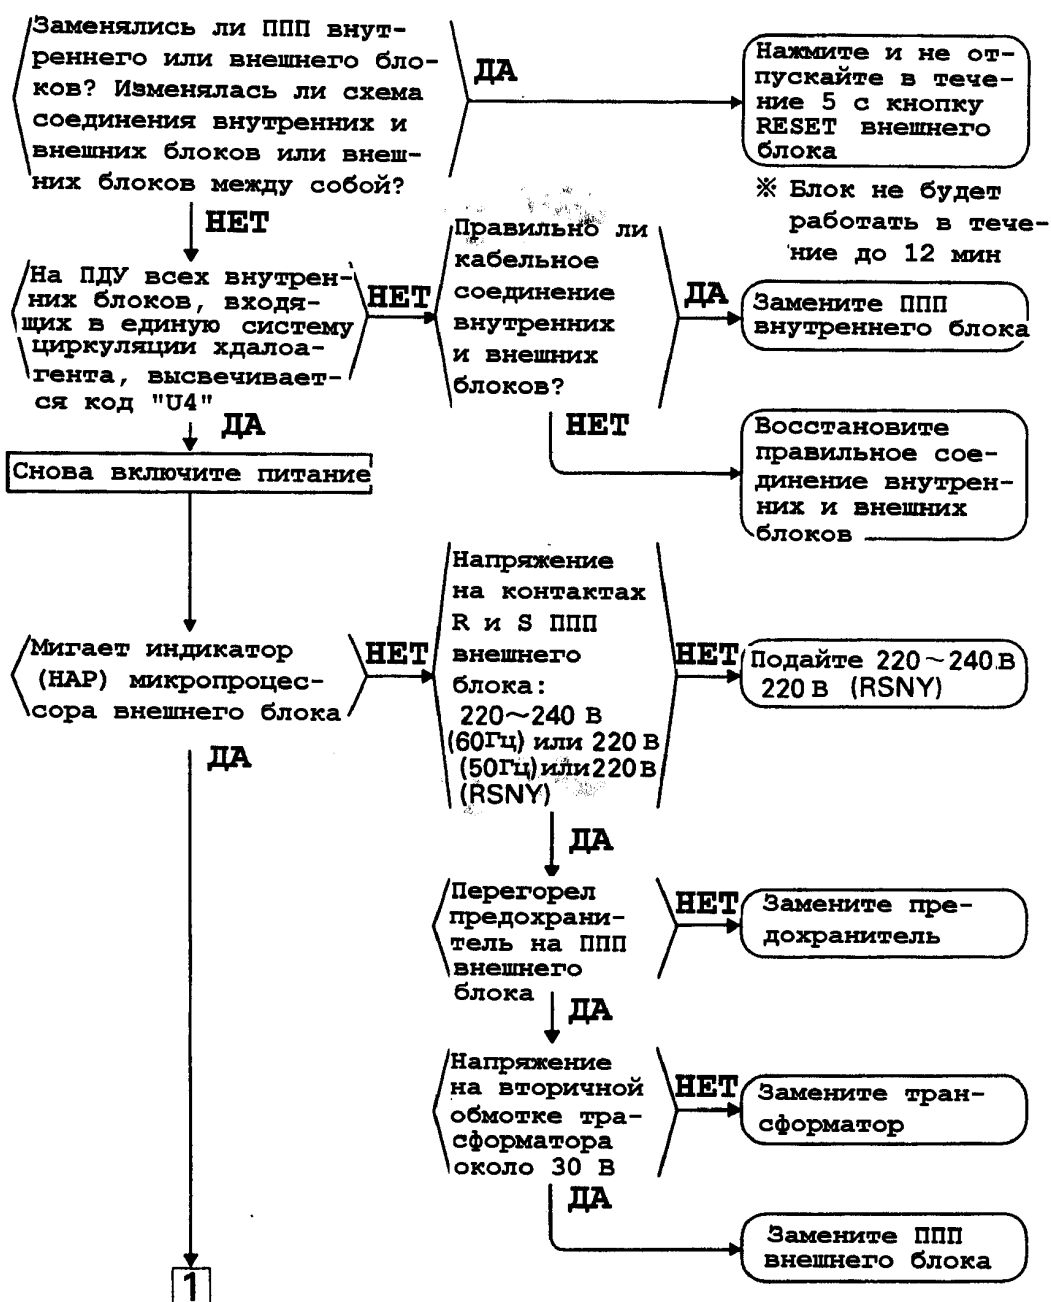 Заменялись ли ППП внут-
реннего или внешнего бло-
ков? Изменялась ли схема
соединения внутренних и
внешних блоков или внеш-
них блоков между собой?
ДА
Нажмите и не от-
пускайте в тече-
ние 5 с кнопку
RESET внешнего
блока
※ Блок не будет
работать в тече-
ние до 12 мин
НЕТ
На ПДУ всех внутрен-
них блоков, входя-
щих в единую систему
циркуляции хдалоа-
гента, высвечивает-
ся код "U4"
НЕТ
Правильно ли
кабельное
соединение
внутренних
и внешних
блоков?
ДА
Замените ППП
внутреннего блока
НЕТ
Восстановите
правильное сое-
динение внутрен-
них и внешних
блоков
ДА
Снова включите питание
Мигает индикатор
(HAP) микропроцес-
сора внешнего блока
НЕТ
Напряжение
на контактах
R и S ППП
внешнего
блока:
220~240 В
(60Гц) или 220 В
(50Гц) или 220 В
(RSNY)
НЕТ
Подайте 220~240 В
220 В (RSNY)
ДА
ДА
Перегорел
предохрани-
тель на ППП
внешнего
блока
НЕТ
Замените пре-
дохранитель
ДА
Напряжение
на вторичной
обмотке тра-
сформатора
около 30 В
НЕТ
Замените тран-
сформатор
ДА
Замените ППП
внешнего блока
1